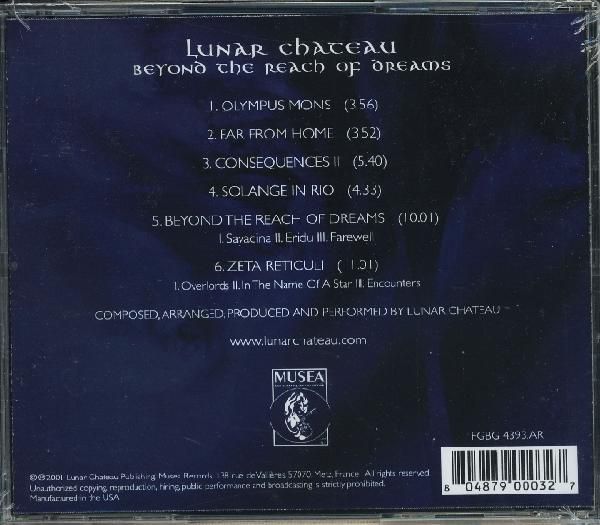 LUNAR CHATEAU
BEYOND THE REACH OF DREAMS
1. OLYMPUS MONS (3.56)
2. FAR FROM HOME (3.52)
3. CONSEQUENCES II (5.40)
4. SOLANGE IN RIO (4.33)
5. BEYOND THE REACH OF DREAMS (10.01)
I. Savacina II. Eridu III. Farewell
6. ZETA RETICULI (11.01)
I. Overlords II. In The Name Of A Star III. Encounters
COMPOSED, ARRANGED, PRODUCED AND PERFORMED BY LUNAR CHATEAU
www.lunarchateau.com
MUSEA
FGBG 4393.AR
8 04879 00032 7
©℗2001 Lunar Chateau Publishing. Musea Records, 138 rue de Vallières 57070, Metz, France. All rights reserved
Unauthorized copying, reproduction, hiring, public performance and broadcasting is strictly prohibited.
Manufactured in the USA